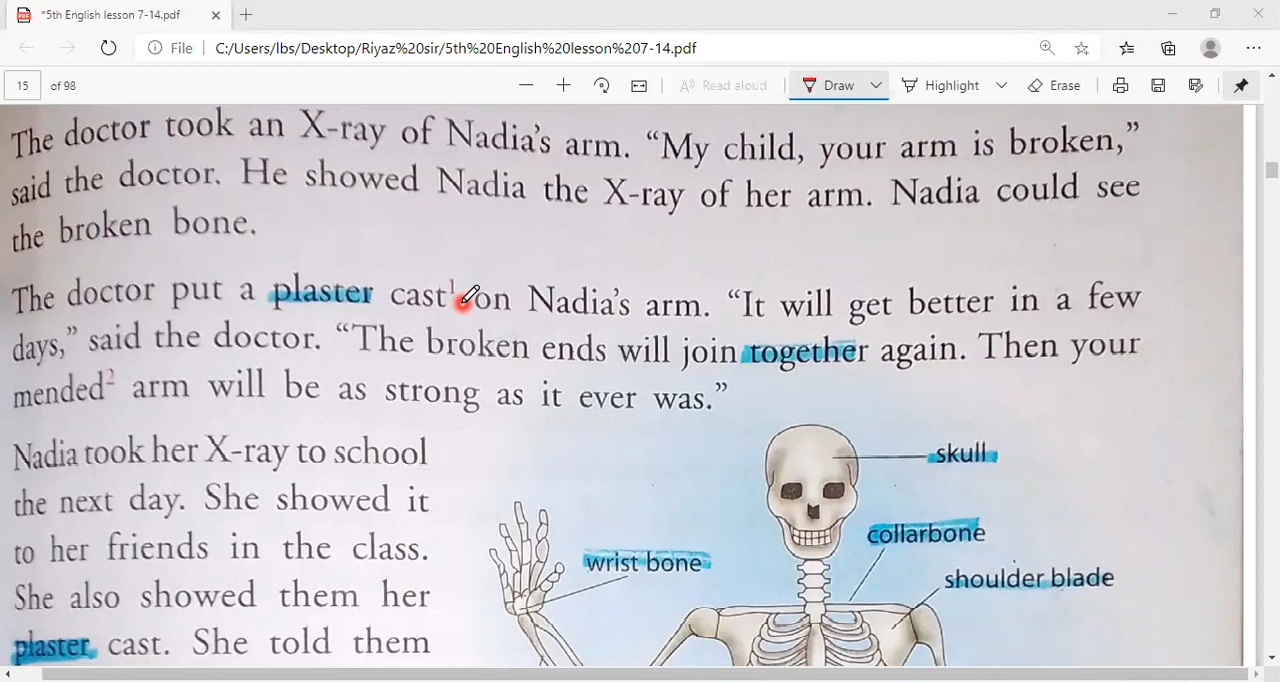 *5th English lesson 7-14.pdf
File
C:/Users/lbs/Desktop/Riyaz%20sir/5th%20English%20lesson%207-14.pdf
15 of 98
Read aloud
Draw
Highlight
Erase
The doctor took an X-ray of Nadia's arm. “My child, your arm is broken,”
said the doctor. He showed Nadia the X-ray of her arm. Nadia could see
the broken bone.
The doctor put a plaster cast¹ on Nadia's arm. “It will get better in a few
days,” said the doctor. “The broken ends will join together again. Then your
mended² arm will be as strong as it ever was.”
Nadia took her X-ray to school
the next day. She showed it
to her friends in the class.
She also showed them her
plaster cast. She told them
skull
collarbone
wrist bone
shoulder blade